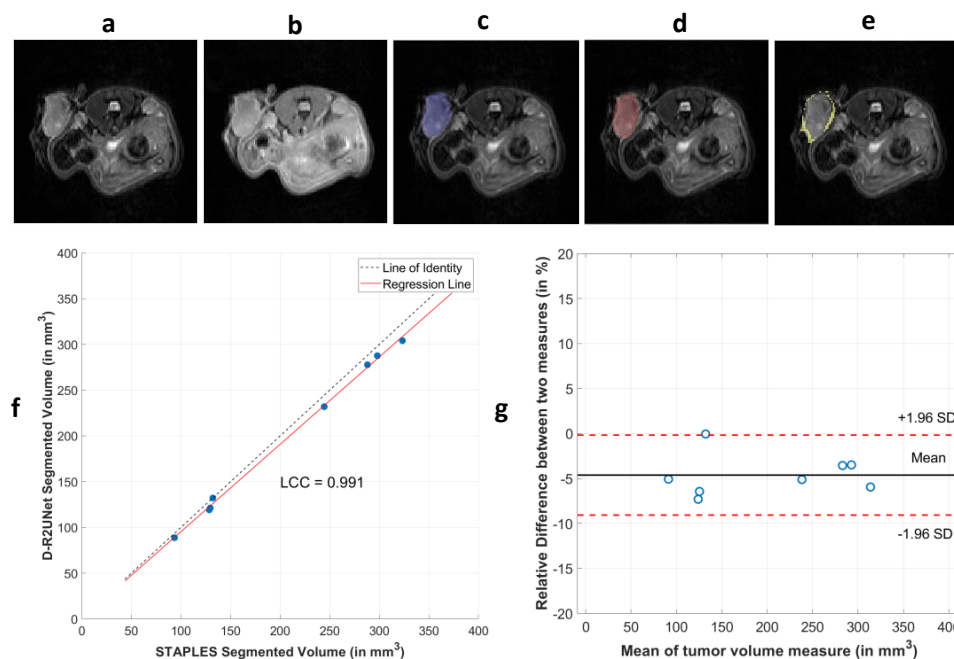 a b c d e
f
D-R2UNet Segmented Volume (in mm³)
400
350
300
250
200
150
100
50
0
Line of Identity
Regression Line
LCC = 0.991
0 50 100 150 200 250 300 350 400
STAPLES Segmented Volume (in mm³)
g
Relative Difference between two measures (in %)
20
15
10
5
0
-5
-10
-15
-20
+1.96 SD
Mean
-1.96 SD
0 50 100 150 200 250 300 350 400
Mean of tumor volume measure (in mm³)